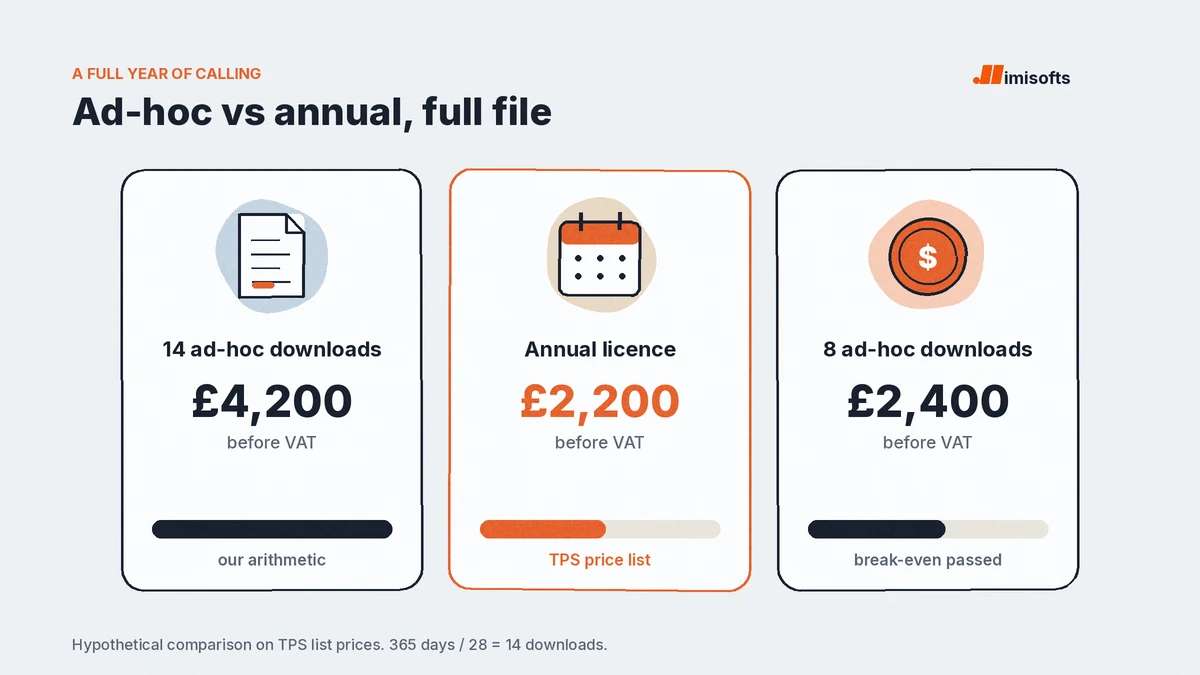 A FULL YEAR OF CALLING
imisofts
Ad-hoc vs annual, full file
14 ad-hoc downloads
£4,200
before VAT
our arithmetic
Annual licence
£2,200
before VAT
TPS price list
$
8 ad-hoc downloads
£2,400
before VAT
break-even passed
Hypothetical comparison on TPS list prices. 365 days / 28 = 14 downloads.